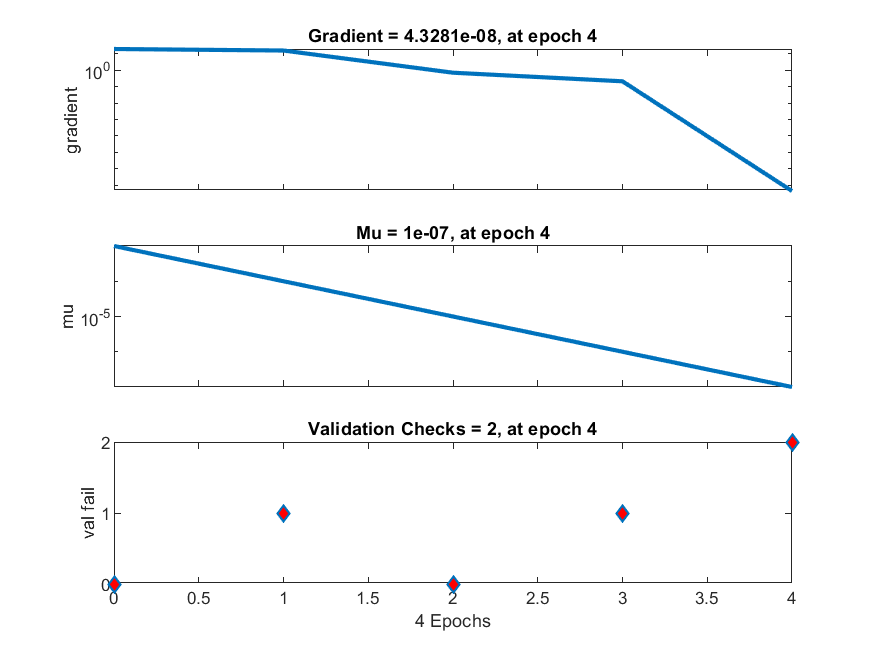 Gradient = 4.3281e-08, at epoch 4
10^0
gradient
Mu = 1e-07, at epoch 4
10^-5
mu
Validation Checks = 2, at epoch 4
2
1
0
val fail
0 0.5 1 1.5 2 2.5 3 3.5 4
4 Epochs